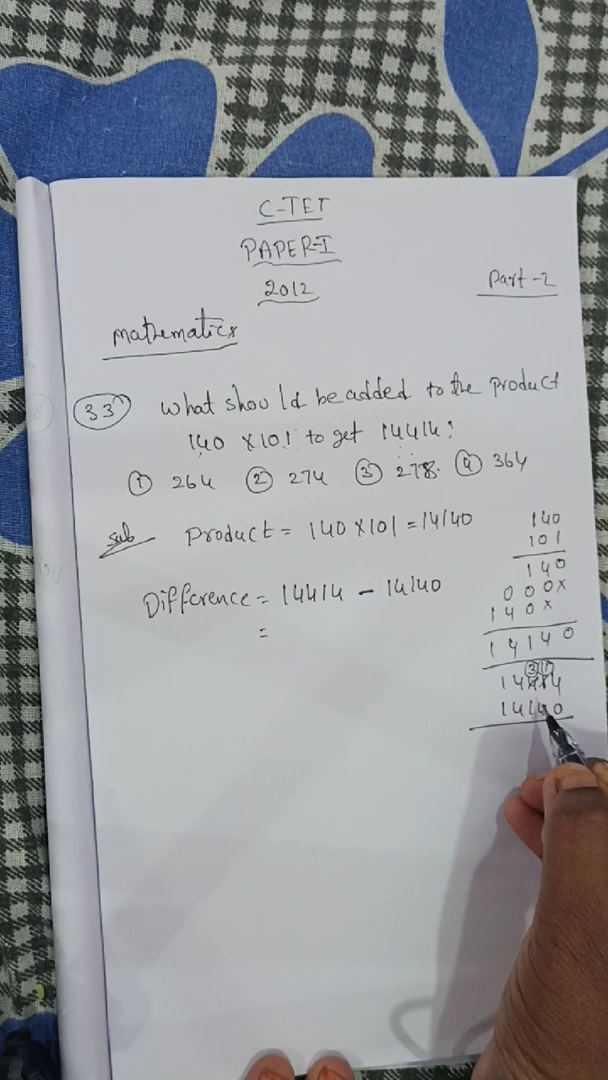 C-TET
PAPER-I
2012
Part-2
Mathematics
33) What should be added to the product
140 x 101 to get 14414?
① 264 ② 274 ③ 278. ④ 364
Product = 140 x 101 = 14140
Difference = 14414 - 14140
=
140
101
140
000x
140x
14140
14414
14140